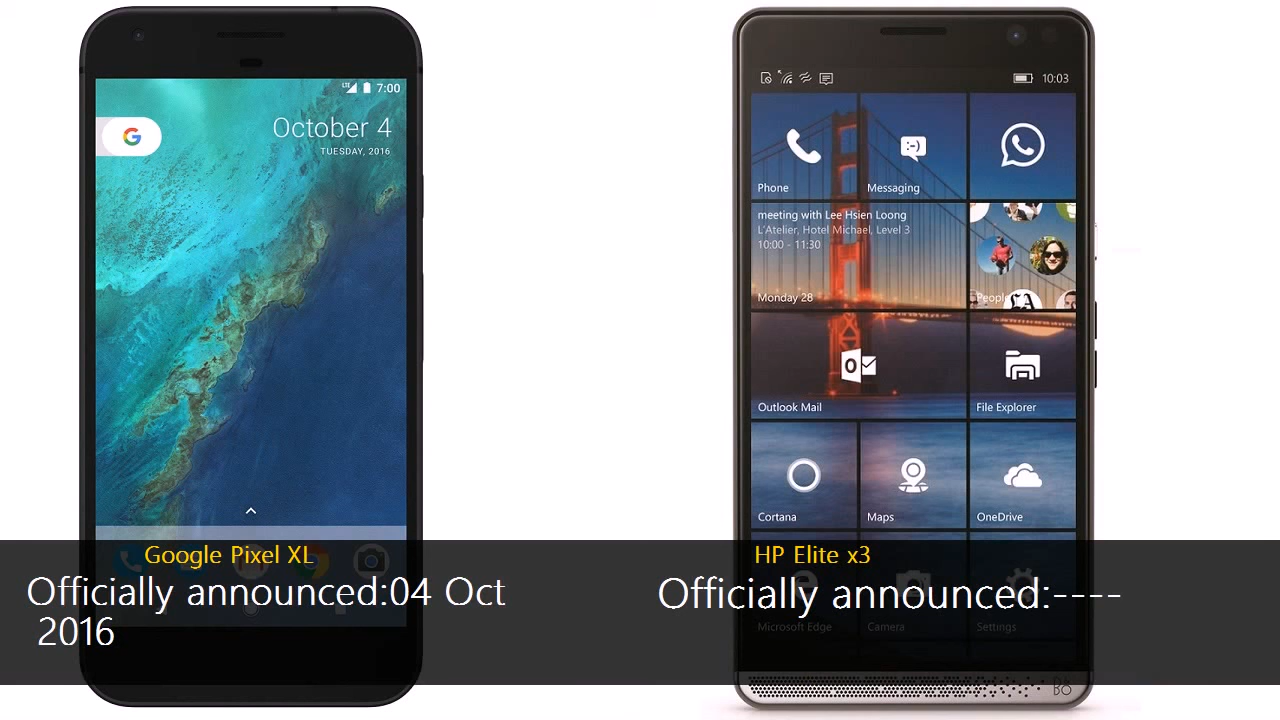 7:00
October 4
TUESDAY, 2016
Google Pixel XL
Officially announced:04 Oct
2016
10:03
Phone
Messaging
meeting with Lee Hsien Loong
L'Atelier, Hotel Michael, Level 3
10:00 - 11:30
Monday 28
People
Outlook Mail
File Explorer
Cortana
Maps
OneDrive
HP Elite x3
Officially announced:----
Microsoft Edge
Camera
Settings
B&O